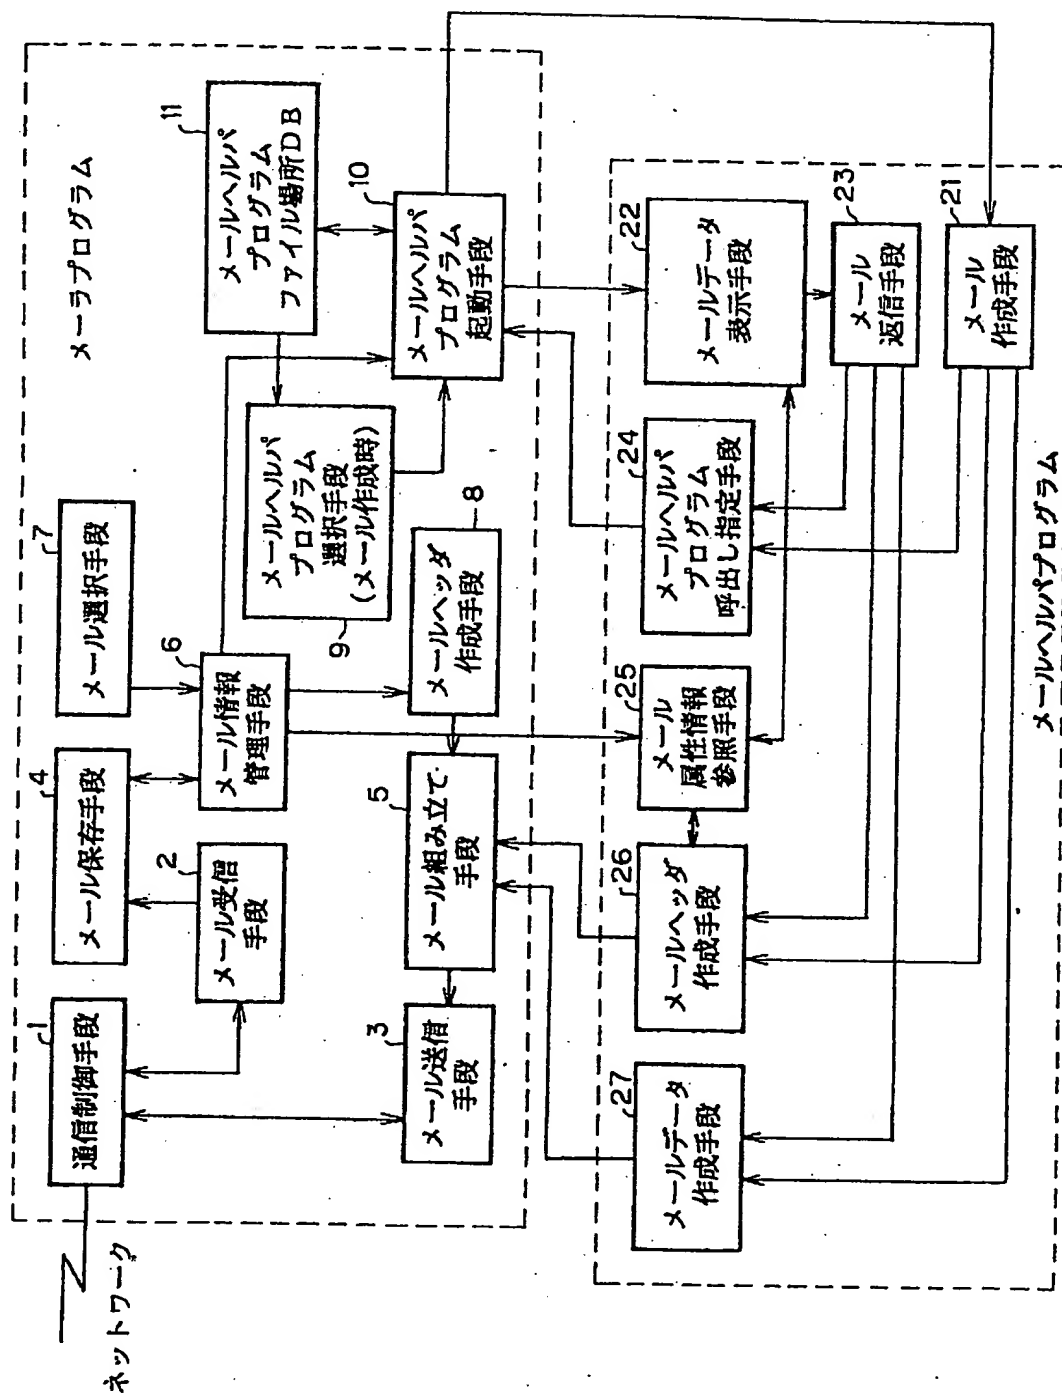 ネットワーク
メーラプログラム
1
通信制御手段
2
メール受信
手段
3
メール送信
手段
4
メール保存手段
5
メール組み立て
手段
6
メール情報
管理手段
7
メール選択手段
8
メールヘッダ
作成手段
9
メールヘルパ
プログラム
選択手段
(メール作成時)
10
メールヘルパ
プログラム
起動手段
11
メールヘルパ
プログラム
ファイル場所DB
メールヘルパプログラム
27
メールデータ
作成手段
26
メールヘッダ
作成手段
25
メール
属性情報
参照手段
24
メールヘルパ
プログラム
呼出し指定手段
22
メールデータ
表示手段
23
メール
返信手段
21
メール
作成手段